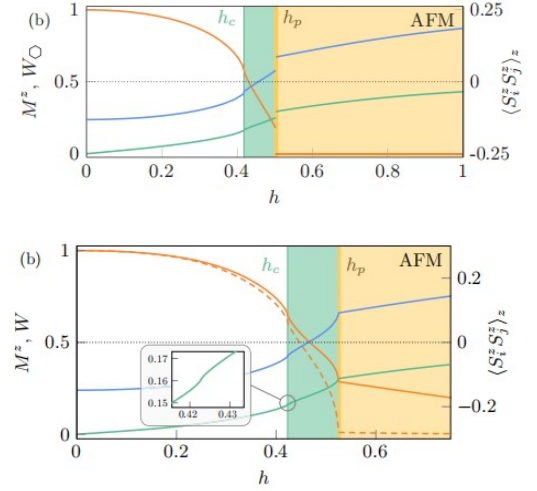 (b)
h_c
h_p
AFM
M^z, W_⬡
⟨S_i^z S_j^z⟩_z
1
0.5
0
0.25
0
-0.25
0
0.2
0.4
0.6
0.8
1
h
(b)
h_c
h_p
AFM
M^z, W
⟨S_i^z S_j^z⟩_z
1
0.5
0
0.2
0
-0.2
0.17
0.16
0.15
0.42
0.43
0
0.2
0.4
0.6
h